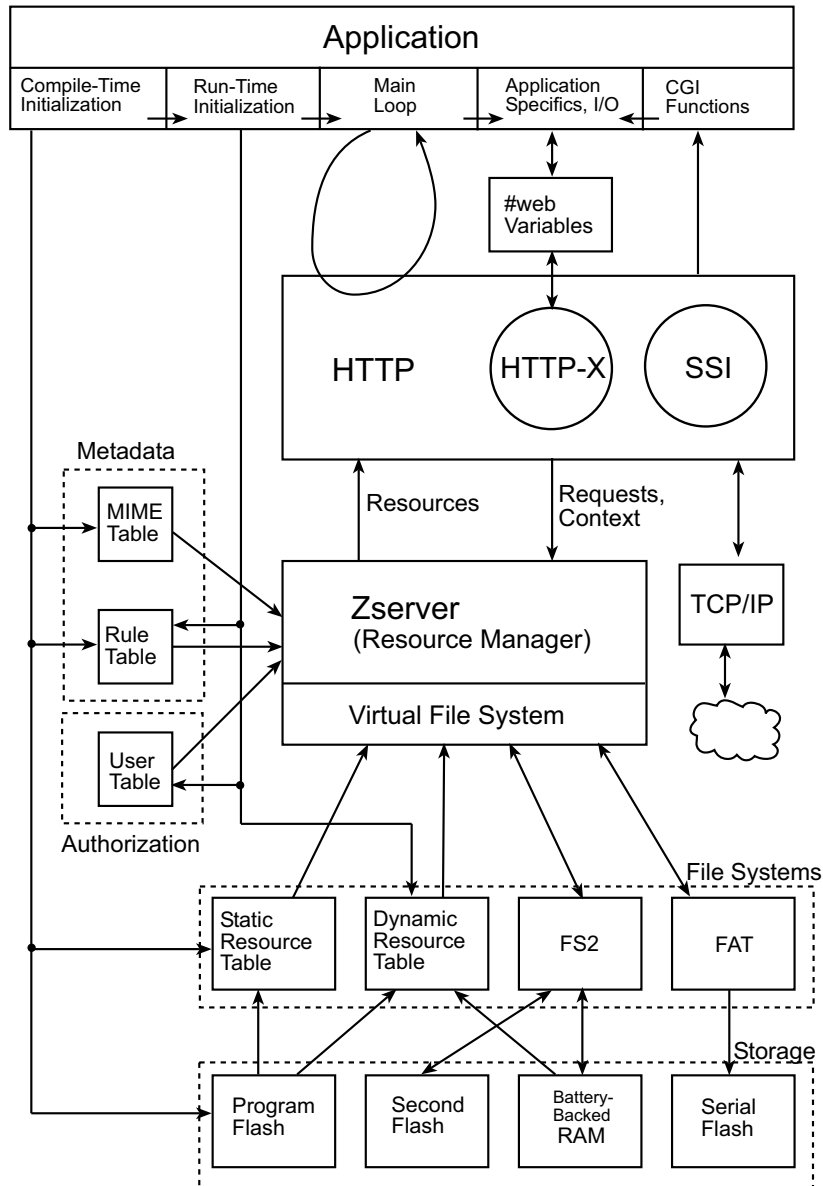 Application
Compile-Time
Initialization
Run-Time
Initialization
Main
Loop
Application
Specifics, I/O
CGI
Functions
#web
Variables
HTTP
HTTP-X
SSI
Metadada
MIME
Table
Rule
Table
Resources
Requests,
Context
Zserver
(Resource Manager)
Virtual File System
TCP/IP
User
Table
Authorization
File Systems
Static
Resource
Table
Dynamic
Resource
Table
FS2
FAT
Storage
Program
Flash
Second
Flash
Battery-
Backed
RAM
Serial
Flash